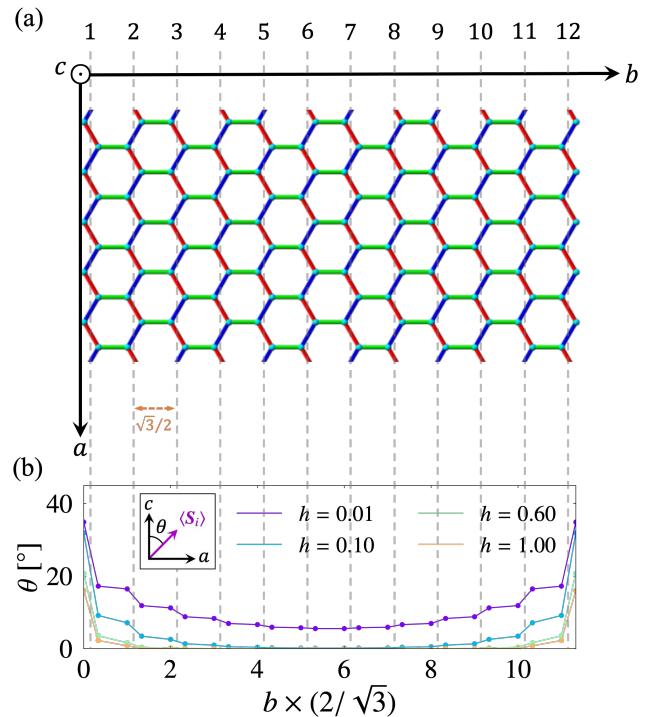 (a)
1 2 3 4 5 6 7 8 9 10 11 12
c
b
√3/2
a
(b)
40
20
0
θ [°]
c
θ
⟨Sᵢ⟩
a
h = 0.01
h = 0.60
h = 0.10
h = 1.00
0 2 4 6 8 10
b × (2/ √3)